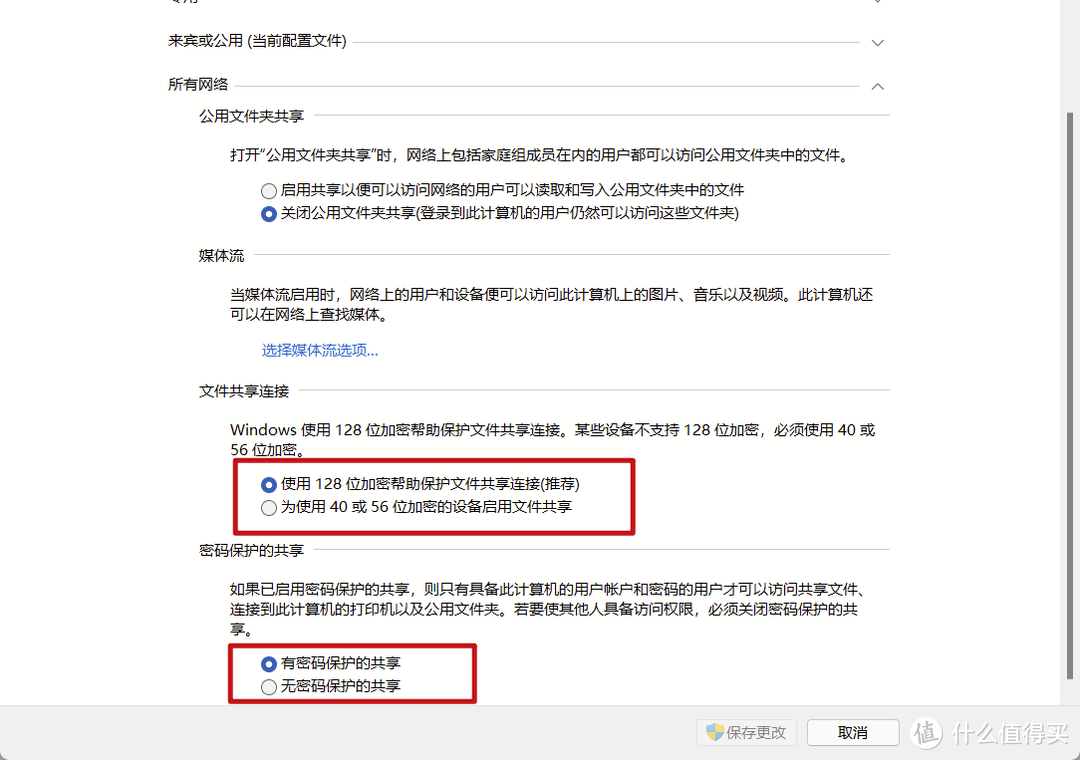 来宾或公用 (当前配置文件)
所有网络
公用文件夹共享
打开“公用文件夹共享”时，网络上包括家庭组成员在内的用户都可以访问公用文件夹中的文件。
启用共享以便可以访问网络的用户可以读取和写入公用文件夹中的文件
关闭公用文件夹共享(登录到此计算机的用户仍然可以访问这些文件夹)
媒体流
当媒体流启用时，网络上的用户和设备便可以访问此计算机上的图片、音乐以及视频。此计算机还
可以在网络上查找媒体。
选择媒体流选项...
文件共享连接
Windows 使用 128 位加密帮助保护文件共享连接。某些设备不支持 128 位加密，必须使用 40 或
56 位加密。
使用 128 位加密帮助保护文件共享连接(推荐)
为使用 40 或 56 位加密的设备启用文件共享
密码保护的共享
如果已启用密码保护的共享，则只有具备此计算机的用户帐户和密码的用户才可以访问共享文件、
连接到此计算机的打印机以及公用文件夹。若要使其他人具备访问权限，必须关闭密码保护的共
享。
有密码保护的共享
无密码保护的共享
保存更改
取消
值 什么值得买